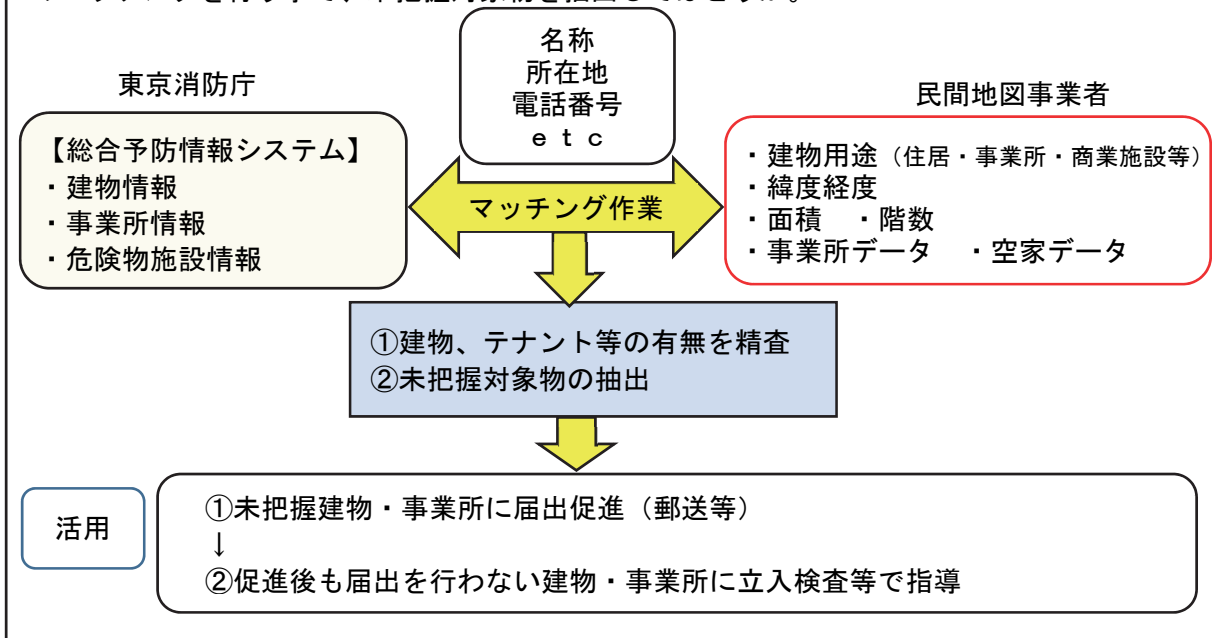 名称
所在地
電話番号
ｅｔｃ
東京消防庁
【総合予防情報システム】
・建物情報
・事業所情報
・危険物施設情報
マッチング作業
民間地図事業者
・建物用途（住居・事業所・商業施設等）
・緯度経度
・面積　・階数
・事業所データ　・空家データ
①建物、テナント等の有無を精査
②未把握対象物の抽出
活用
①未把握建物・事業所に届出促進（郵送等）
↓
②促進後も届出を行わない建物・事業所に立入検査等で指導